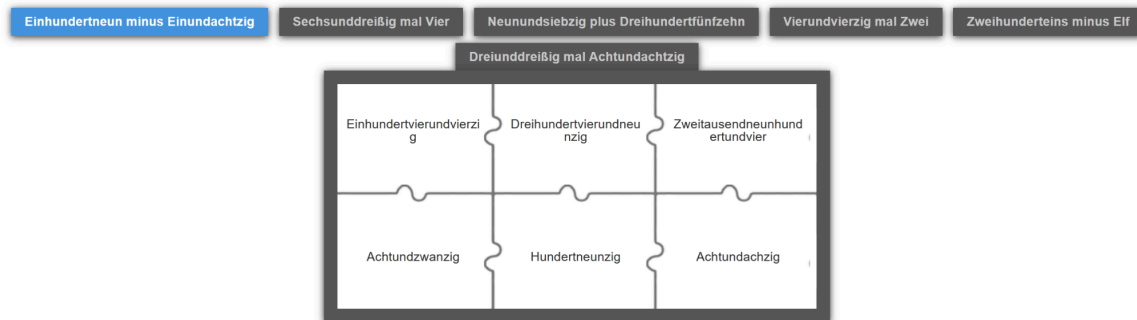 Einhundertneun minus Einundachtzig
Sechsunddreißig mal Vier
Neunundsiebzig plus Dreihundertfünfzehn
Vierundvierzig mal Zwei
Zweihunderteins minus Elf
Dreiunddreißig mal Achtundachtzig
Einhundertvierundvierzi
g
Dreihundertvierundneu
nzig
Zweitausendneunhund
ertundvier
Achtundzwanzig
Hundertneunzig
Achtundachzig